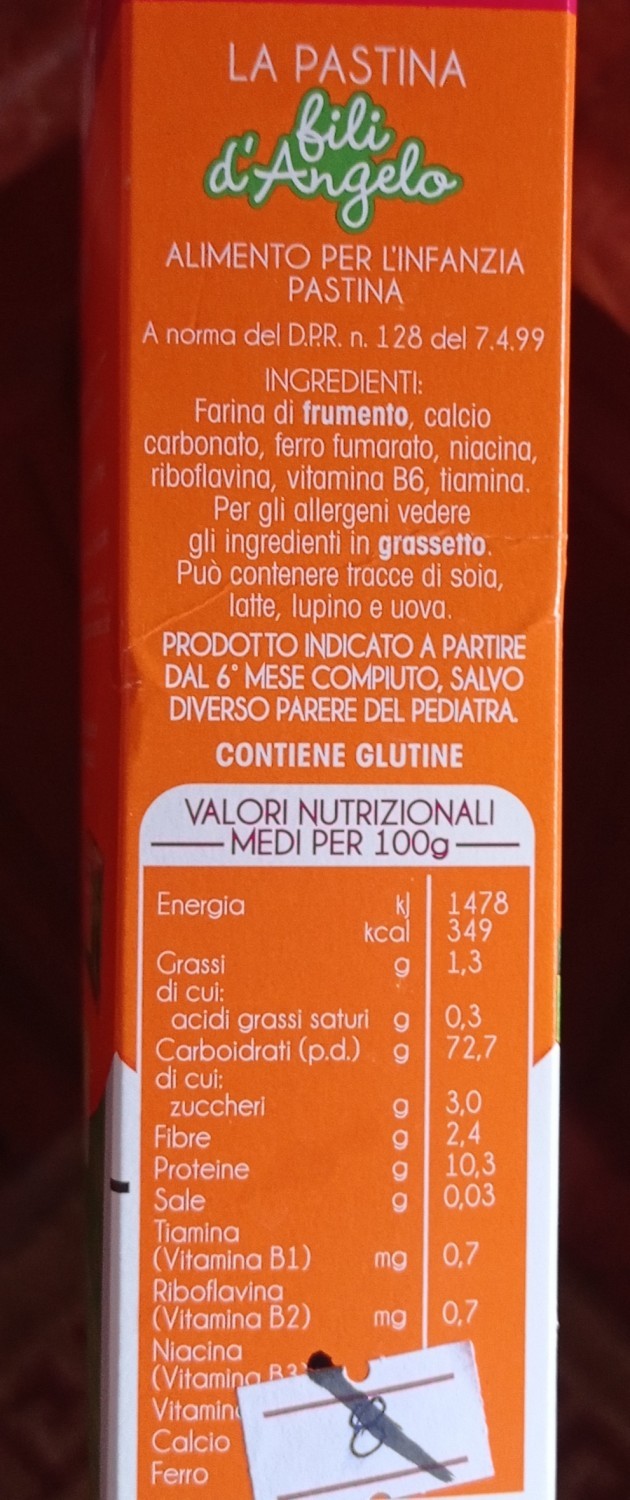 LA PASTINA
fili
d'Angelo
ALIMENTO PER L'INFANZIA
PASTINA
A norma del D.P.R. n. 128 del 7.4.99
INGREDIENTI:
Farina di frumento, calcio
carbonato, ferro fumarato, niacina,
riboflavina, vitamina B6, tiamina.
Per gli allergeni vedere
gli ingredienti in grassetto.
Può contenere tracce di soia,
latte, lupino e uova.
PRODOTTO INDICATO A PARTIRE
DAL 6° MESE COMPIUTO, SALVO
DIVERSO PARERE DEL PEDIATRA.
CONTIENE GLUTINE
VALORI NUTRIZIONALI
MEDI PER 100g
Energia kJ 1478
kcal 349
Grassi g 1,3
di cui:
acidi grassi saturi g 0,3
Carboidrati (p.d.) g 72,7
di cui:
zuccheri g 3,0
Fibre g 2,4
Proteine g 10,3
Sale g 0,03
Tiamina
(Vitamina B1) mg 0,7
Riboflavina
(Vitamina B2) mg 0,7
Niacina
(Vitamina B3
Calcio
Ferro